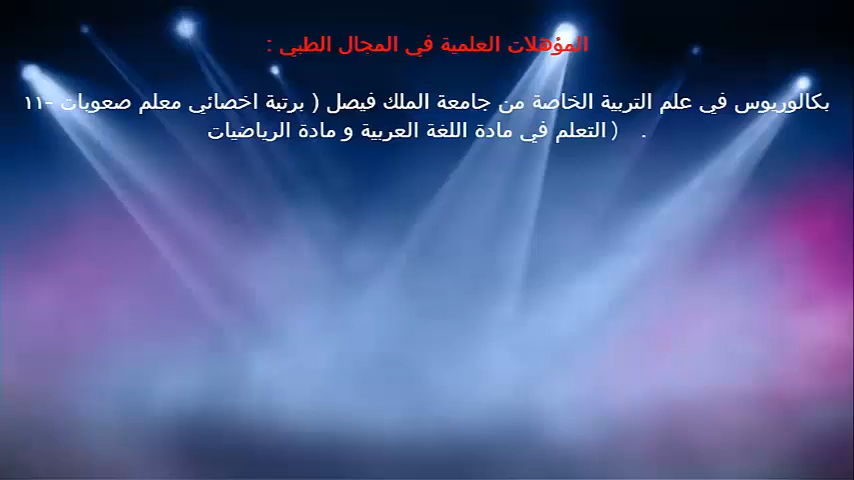 المؤهلات العلمية في المجال الطبي :
بكالوريوس في علم التربية الخاصة من جامعة الملك فيصل ( برتبة اخصائي معلم صعوبات -١١
التعلم في مادة اللغة العربية و مادة الرياضيات ) .